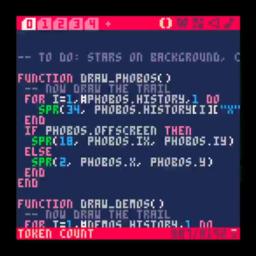 0 1 2 3 4 +
-- TO DO: STARS ON BACKGROUND, C
FUNCTION DRAW_PHOBOS()
-- NOW DRAW THE TRAIL
FOR I=1,#PHOBOS.HISTORY,1 DO
SPR(34, PHOBOS.HISTORY[I]["X"
END
IF PHOBOS.OFFSCREEN THEN
SPR(18, PHOBOS.IX, PHOBOS.IY)
ELSE
SPR(2, PHOBOS.X, PHOBOS.Y)
END
END
FUNCTION DRAW_DEMOS()
-- NOW DRAW THE TRAIL
FOR I=1,#DEMOS.HISTORY,1 DO
TOKEN COUNT